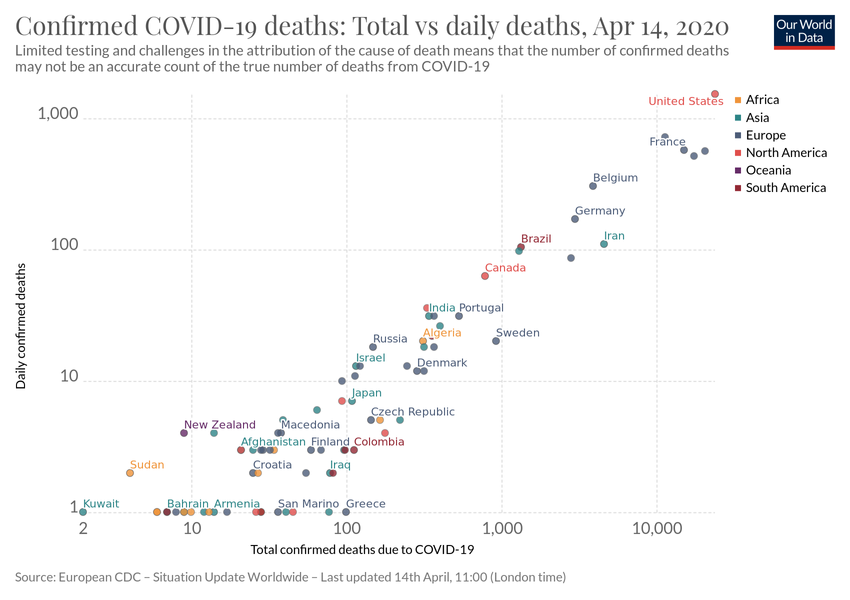 Confirmed COVID-19 deaths: Total vs daily deaths, Apr 14, 2020
Our World
in Data
Limited testing and challenges in the attribution of the cause of death means that the number of confirmed deaths
may not be an accurate count of the true number of deaths from COVID-19
Africa
Asia
Europe
North America
Oceania
South America
Daily confirmed deaths
1,000
100
10
1
United States
France
Belgium
Germany
Iran
Brazil
Canada
India
Portugal
Algeria
Sweden
Russia
Israel
Denmark
Japan
Czech Republic
New Zealand
Macedonia
Afghanistan
Finland
Colombia
Sudan
Croatia
Iraq
Kuwait
Bahrain
Armenia
San Marino
Greece
2
10
100
1,000
10,000
Total confirmed deaths due to COVID-19
Source: European CDC – Situation Update Worldwide – Last updated 14th April, 11:00 (London time)